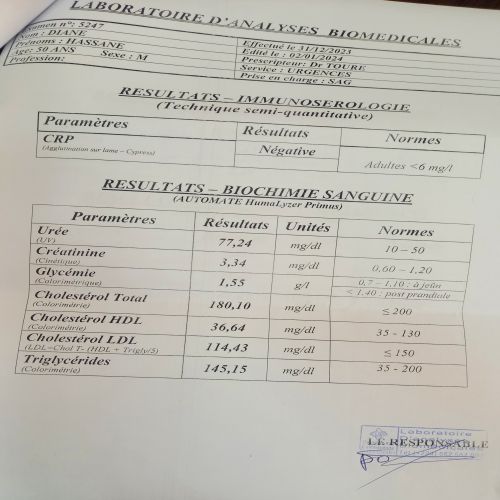 LABORATOIRE D'ANALYSES BIOMEDICALES
Examen n°: 5247
Nom : DIANE
Prénoms : HASSANE
Age: 50 ANS Sexe : M
Profession:
Effectué le 31/12/2023
Edité le : 02/01/2024
Prescripteur: Dr TOURE
Service : URGENCES
Prise en charge : SAG
RESULTATS – IMMUNOSEROLOGIE
(Technique semi-quantitative)
Paramètres Résultats Normes
CRP Négative Adultes <6 mg/l
(Agglutination sur lame – Cypress)
RESULTATS – BIOCHIMIE SANGUINE
(AUTOMATE HumaLyzer Primus)
Paramètres Résultats Unités Normes
Urée 77,24 mg/dl 10 – 50
(UV)
Créatinine 3,34 mg/dl 0,60 – 1,20
(Cinétique)
Glycémie 1,55 g/l 0,7 – 1,10 : à jeûn
(Colorimétrique) < 1,40 : post prandiale
Cholestérol Total 180,10 mg/dl ≤ 200
(Colorimétrie)
Cholestérol HDL 36,64 mg/dl 35 - 130
(Colorimétrie)
Cholestérol LDL 114,43 mg/dl ≤ 150
(LDL=Chol T- (HDL + Trigly/5)
Triglycérides 145,15 mg/dl 35 - 200
(Colorimétrie)
Laboratoire
LE RESPONSABLE
po